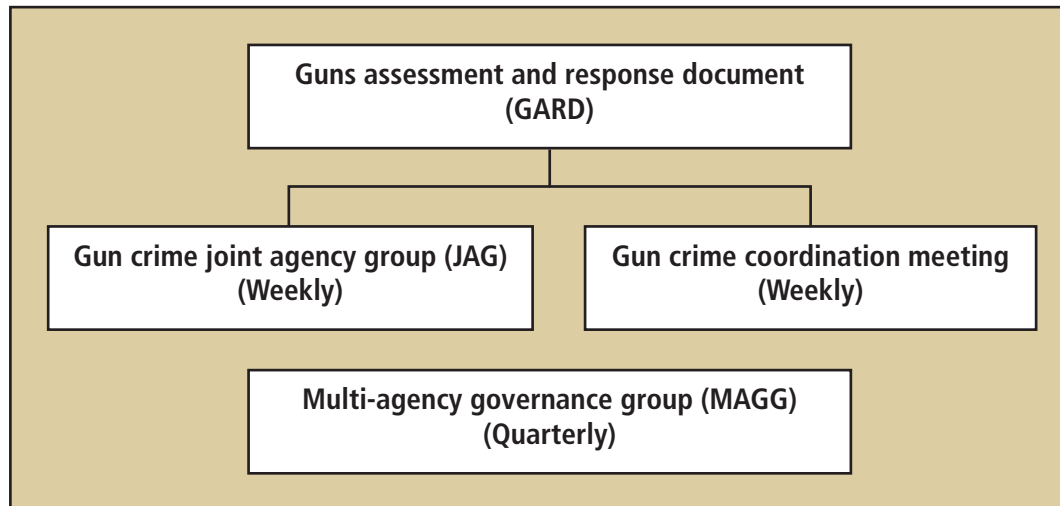 Guns assessment and response document
(GARD)
Gun crime joint agency group (JAG)
(Weekly)
Gun crime coordination meeting
(Weekly)
Multi-agency governance group (MAGG)
(Quarterly)